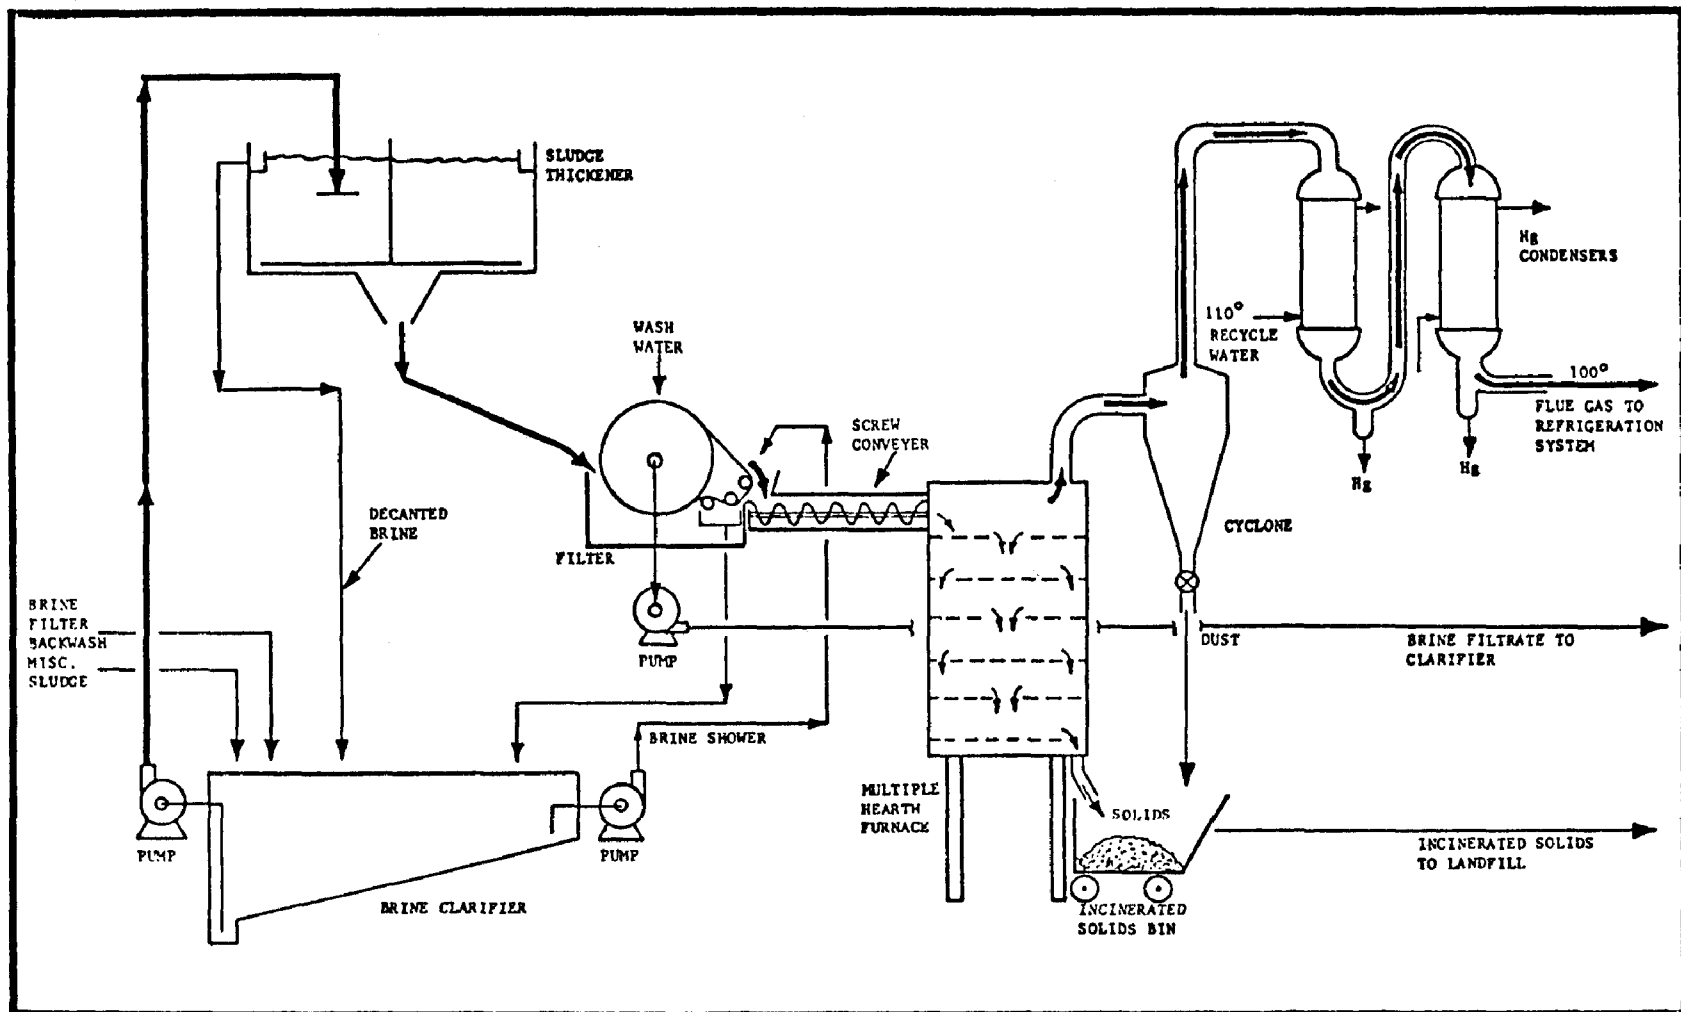 SLUDGE
THICKENER
Hg
CONDENSERS
110°
RECYCLE
WATER
WASH
WATER
100°
FLUE GAS TO
REFRIGERATION
SYSTEM
SCREW
CONVEYER
Hg
Hg
DECANTED
BRINE
CYCLONE
FILTER
BRINE
FILTER
BACKWASH
MISC.
SLUDGE
DUST
BRINE FILTRATE TO
CLARIFIER
PUMP
BRINE SHOWER
MULTIPLE
HEARTH
FURNACE
SOLIDS
INCINERATED SOLIDS
TO LANDFILL
PUMP
PUMP
BRINE CLARIFIER
INCINERATED
SOLIDS BIN